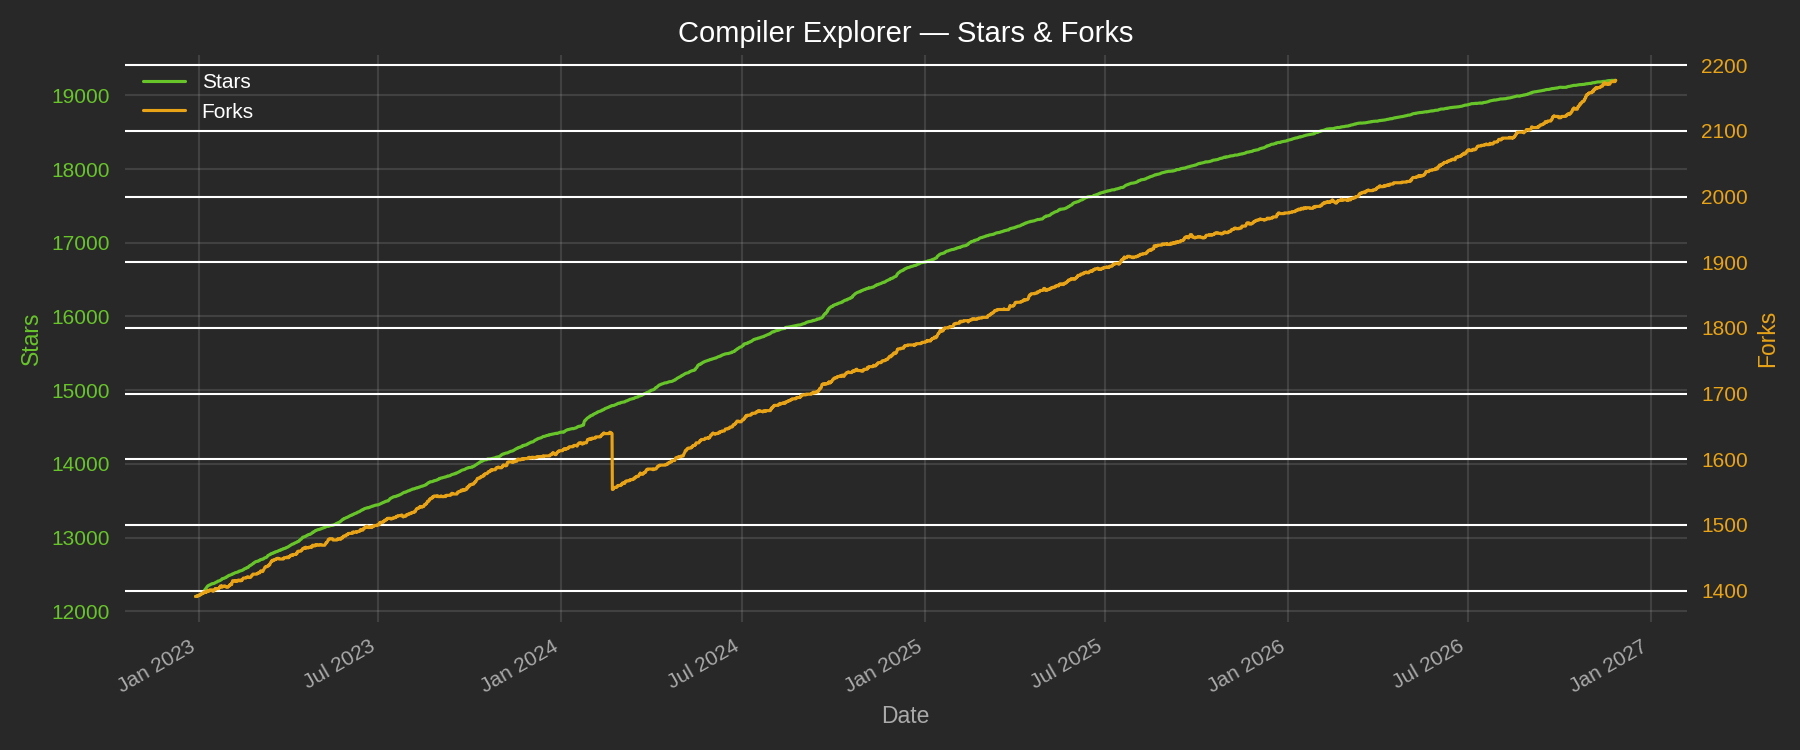 Compiler Explorer — Stars & Forks
Stars
Forks
19000
18000
17000
16000
15000
14000
13000
12000
Stars
2200
2100
2000
1900
1800
1700
1600
1500
1400
Forks
Jan 2023
Jul 2023
Jan 2024
Jul 2024
Jan 2025
Jul 2025
Jan 2026
Jul 2026
Jan 2027
Date